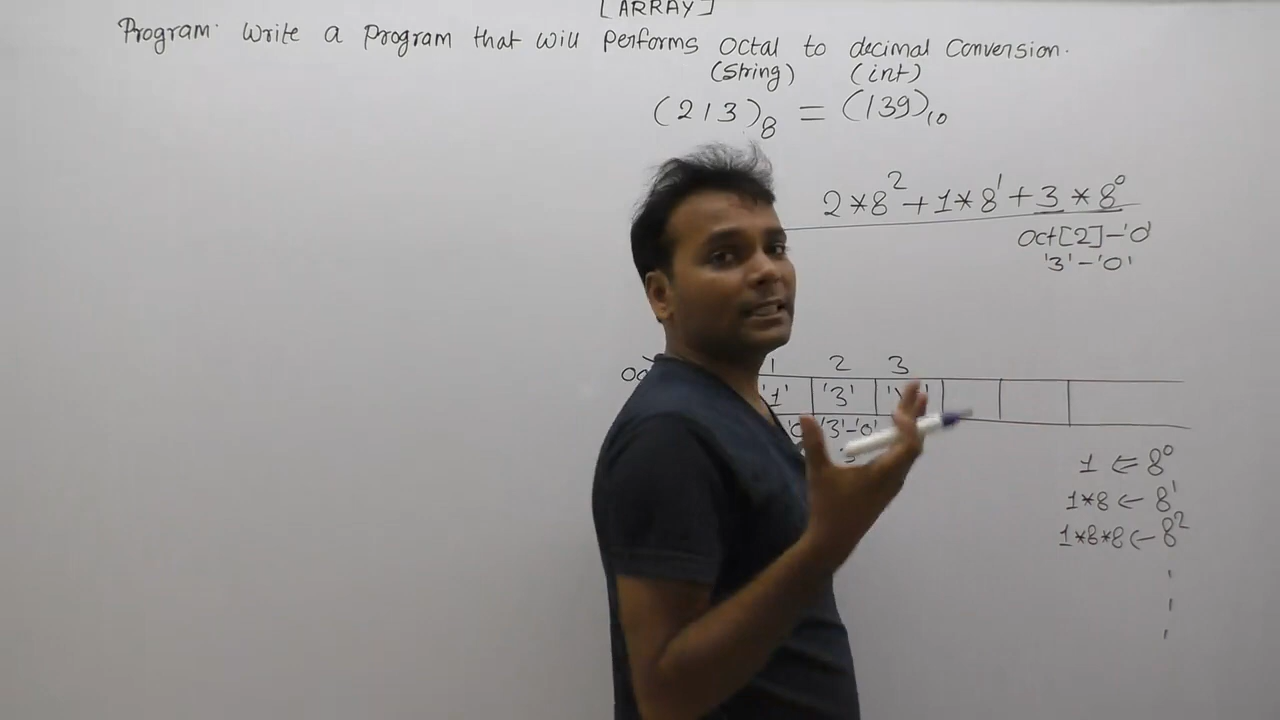 [ARRAY]
Program: Write a program that will performs octal to decimal conversion.
(string) (int)
(213)₈ = (139)₁₀
2*8²+1*8¹+3*8⁰
Oct[2]-'0'
'3'-'0'
1 2 3
'1' '3'
'3'-'0'
1 ⇐ 8⁰
1*8 ← 8¹
1*8*8 ← 8²